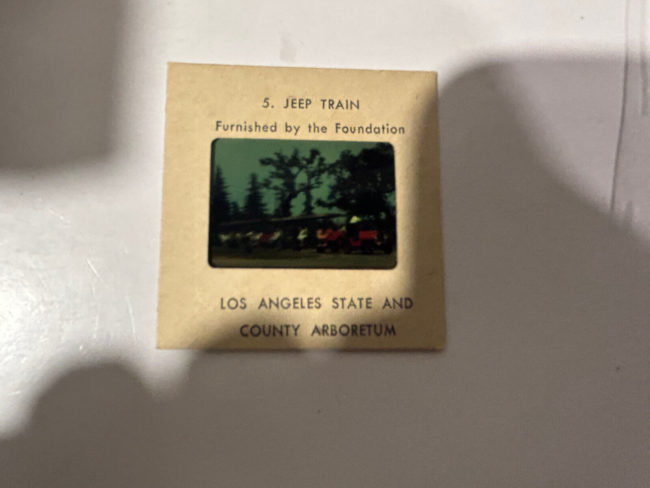 5. JEEP TRAIN
Furnished by the Foundation
LOS ANGELES STATE AND
COUNTY ARBORETUM